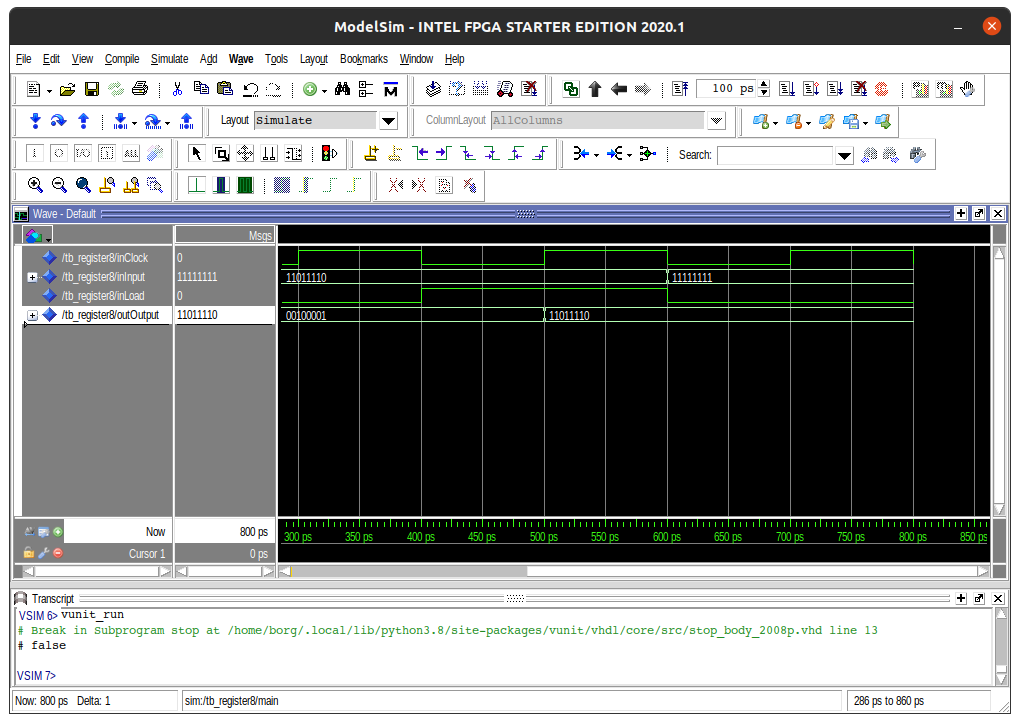 ModelSim - INTEL FPGA STARTER EDITION 2020.1
File Edit View Compile Simulate Add Wave Tools Layout Bookmarks Window Help
100 ps
Layout Simulate ColumnLayout AllColumns
Search:
Wave - Default
Msgs
/tb_register8/inClock 0
/tb_register8/inInput 11111111 11011110 11111111
/tb_register8/inLoad 0
/tb_register8/outOutput 11011110 00100001 11011110
Now 800 ps 300 ps 350 ps 400 ps 450 ps 500 ps 550 ps 600 ps 650 ps 700 ps 750 ps 800 ps 850 ps
Cursor 1 0 ps
Transcript
VSIM 6> vunit_run
# Break in Subprogram stop at /home/borg/.local/lib/python3.8/site-packages/vunit/vhdl/core/src/stop_body_2008p.vhd line 13
# false
VSIM 7>
Now: 800 ps Delta: 1 sim:/tb_register8/main 286 ps to 860 ps